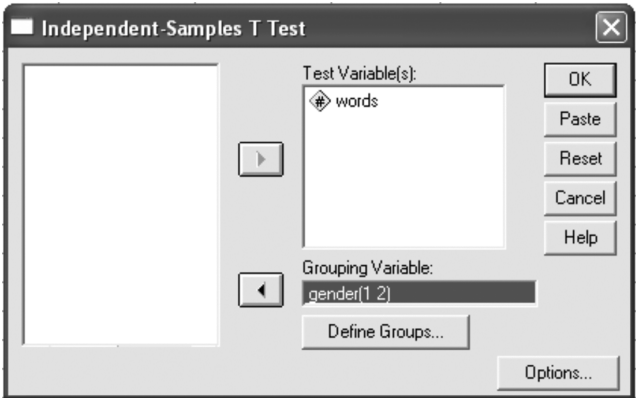 Independent-Samples T Test
Test Variable(s):
words
OK
Paste
Reset
Cancel
Help
Grouping Variable:
gender(1 2)
Define Groups...
Options...